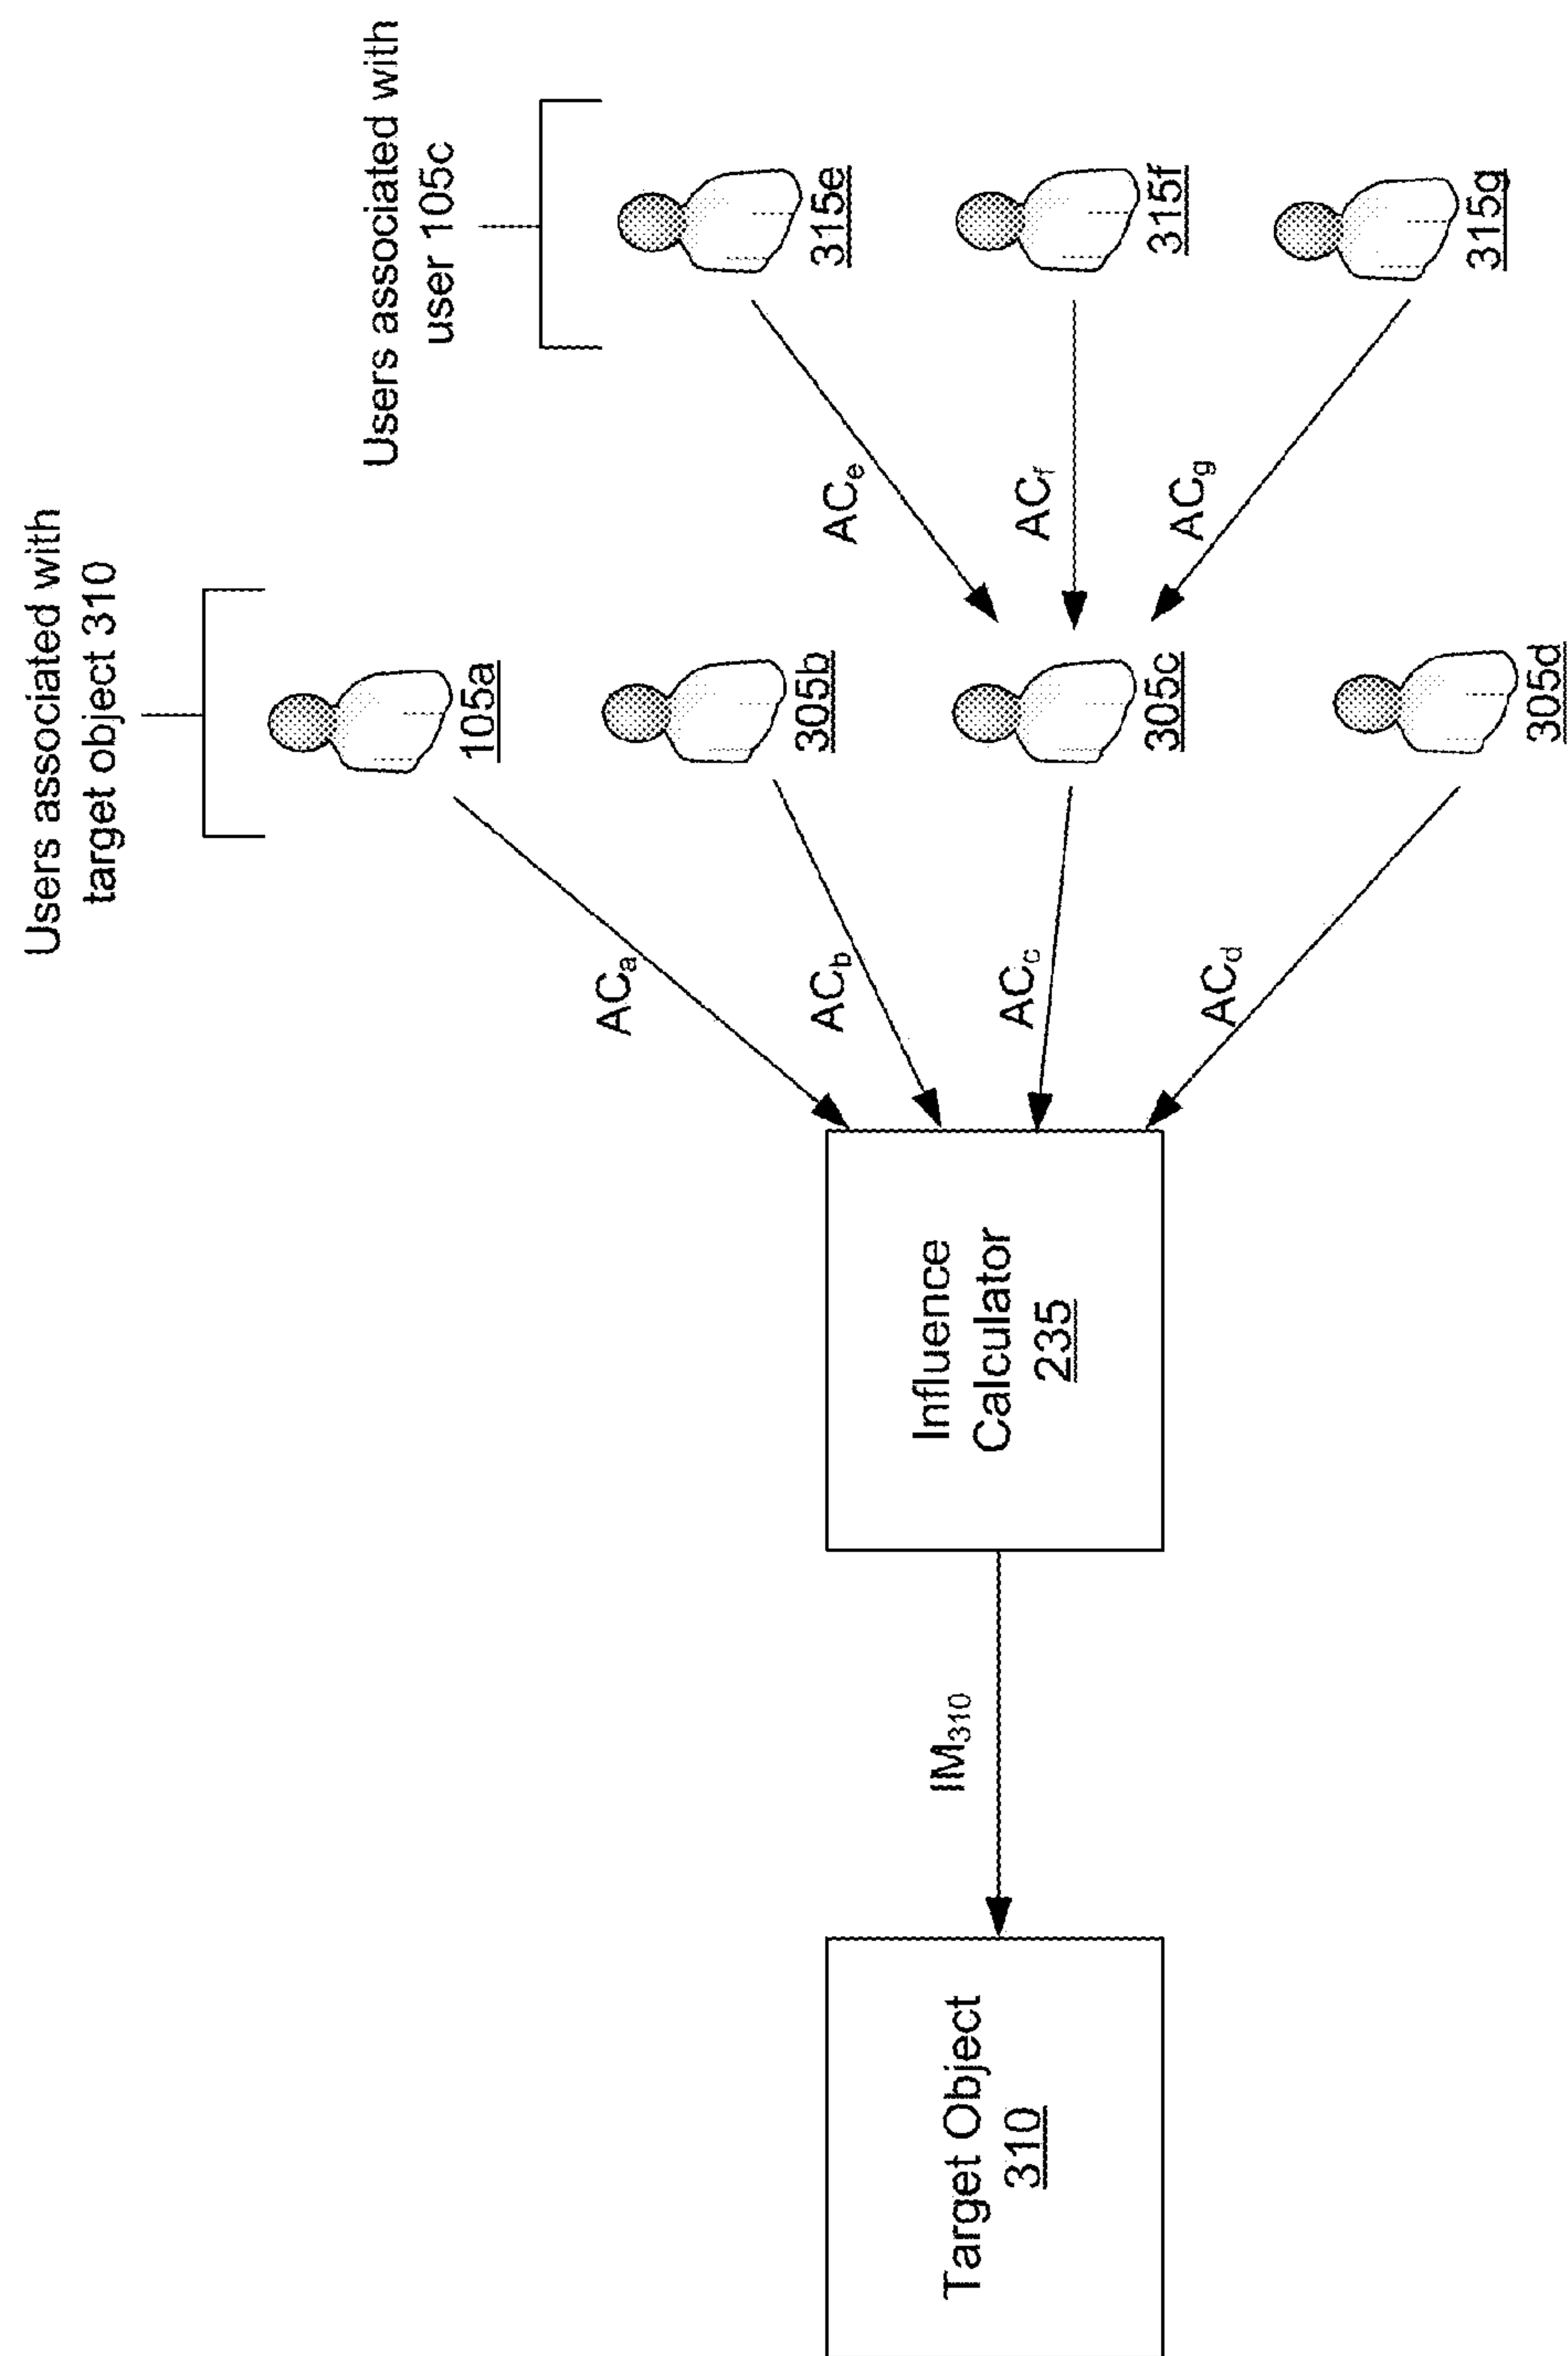 Users associated with
target object 310
Users associated with
user 105c
105a
305b
305c
305d
315e
315f
315g
ACa
ACb
ACc
ACd
ACe
ACf
ACg
Influence
Calculator
235
IM310
Target Object
310